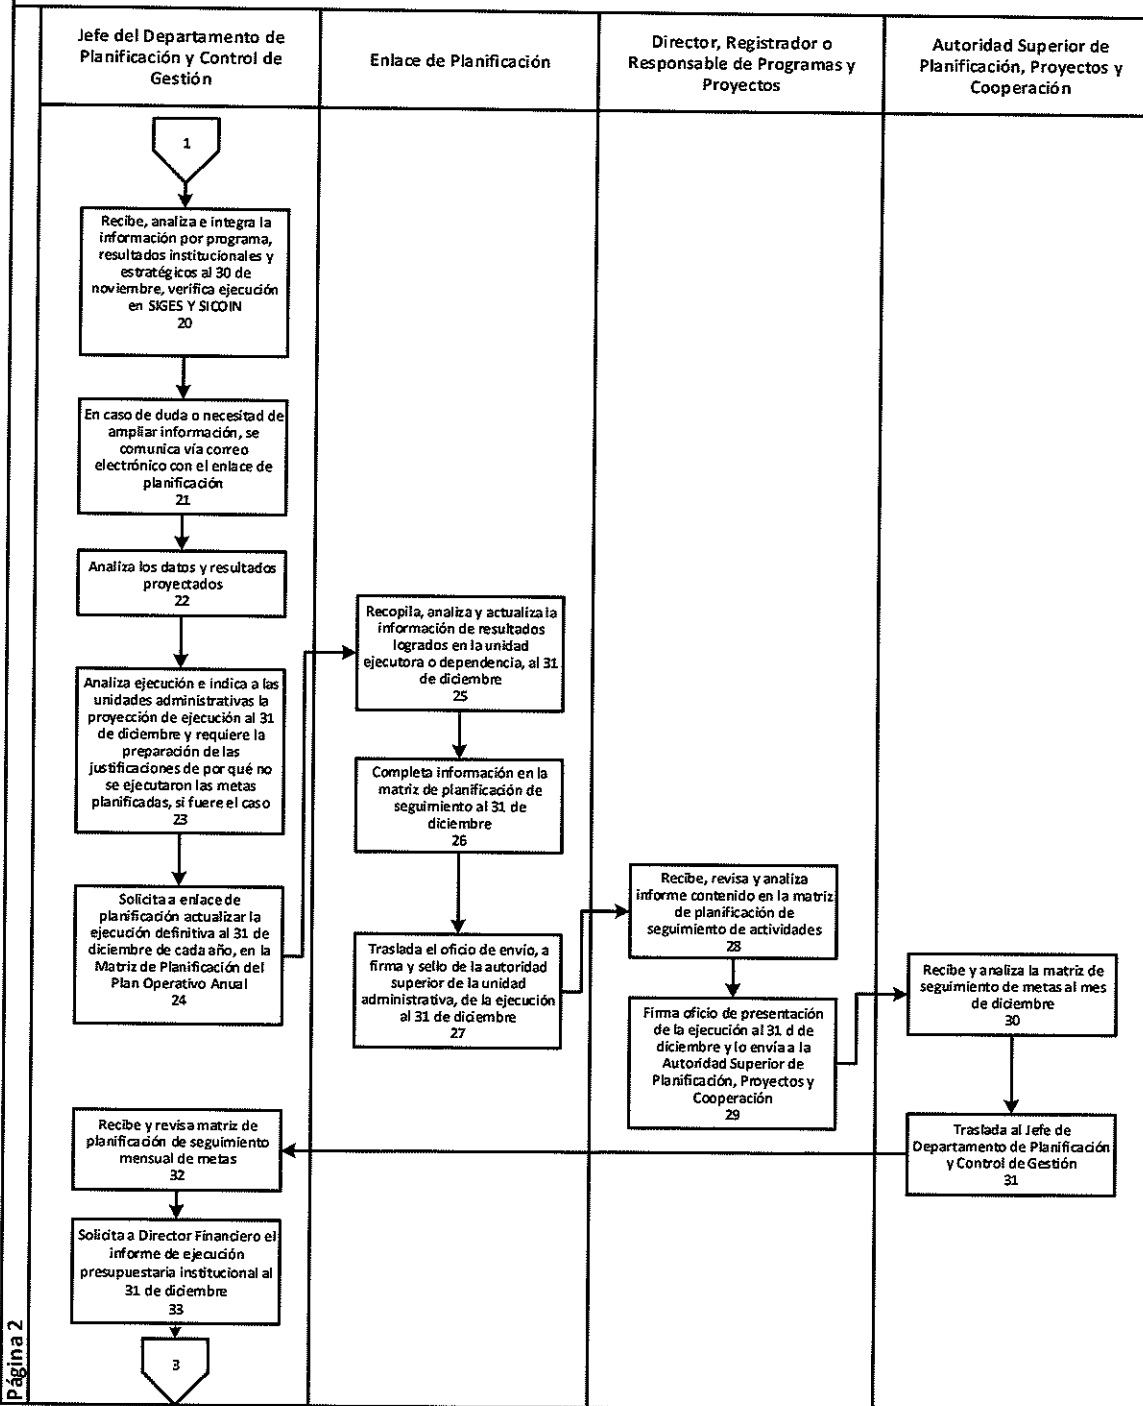 Jefe del Departamento de
Planificación y Control de
Gestión
Enlace de Planificación
Director, Registrador o
Responsable de Programas y
Proyectos
Autoridad Superior de
Planificación, Proyectos y
Cooperación
1
Recibe, analiza e integra la
información por programa,
resultados institucionales y
estratégicos al 30 de
noviembre, verifica ejecución
en SIGES Y SICOIN
20
En caso de duda o necesitad de
ampliar información, se
comunica vía correo
electrónico con el enlace de
planificación
21
Analiza los datos y resultados
proyectados
22
Analiza ejecución e indica a las
unidades administrativas la
proyección de ejecución al 31
de diciembre y requiere la
preparación de las
justificaciones de por qué no
se ejecutaron las metas
planificadas, si fuere el caso
23
Solicita a enlace de
planificación actualizar la
ejecución definitiva al 31 de
diciembre de cada año, en la
Matriz de Planificación del
Plan Operativo Anual
24
Recopila, analiza y actualiza la
información de resultados
logrados en la unidad
ejecutora o dependencia, al 31
de diciembre
25
Completa información en la
matriz de planificación de
seguimiento al 31 de
diciembre
26
Traslada el oficio de envío, a
firma y sello de la autoridad
superior de la unidad
administrativa, de la ejecución
al 31 de diciembre
27
Recibe, revisa y analiza
informe contenido en la matriz
de planificación de
seguimiento de actividades
28
Firma oficio de presentación
de la ejecución al 31 d de
diciembre y lo envía a la
Autoridad Superior de
Planificación, Proyectos y
Cooperación
29
Recibe y analiza la matriz de
seguimiento de metas al mes
de diciembre
30
Traslada al Jefe de
Departamento de Planificación
y Control de Gestión
31
Recibe y revisa matriz de
planificación de seguimiento
mensual de metas
32
Solicita a Director Financiero el
informe de ejecución
presupuestaria institucional al
31 de diciembre
33
3
Página 2